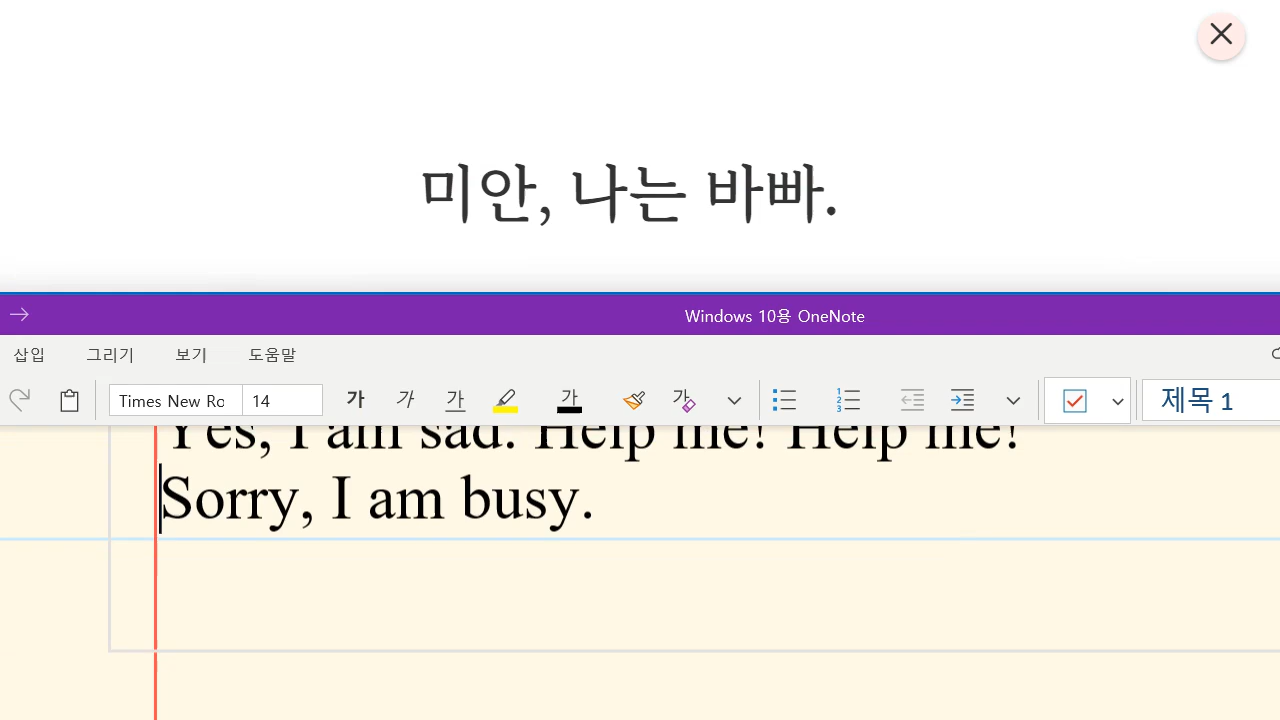 미안, 나는 바빠.
Windows 10용 OneNote
삽입 그리기 보기 도움말
Times New Ro 14 가 가 가 가 가 제목 1
Yes, I am sad. Help me! Help me!
Sorry, I am busy.